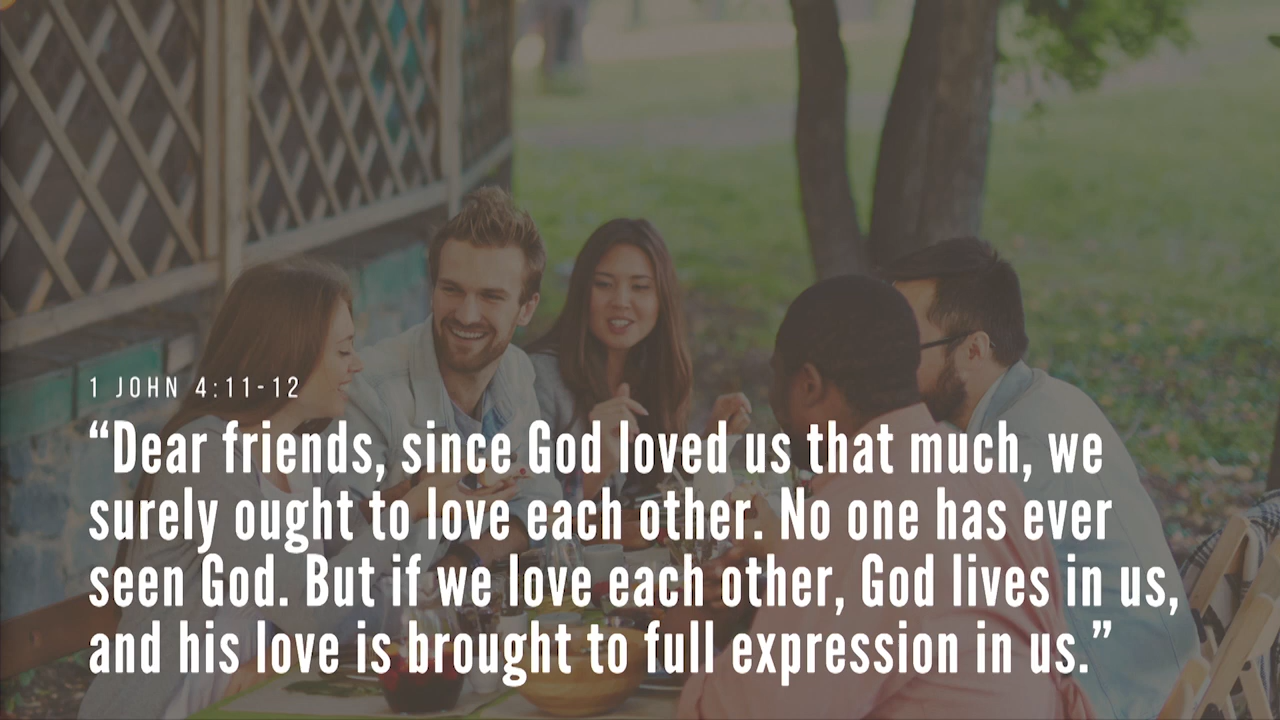 1 JOHN 4:11-12
“Dear friends, since God loved us that much, we
surely ought to love each other. No one has ever
seen God. But if we love each other, God lives in us,
and his love is brought to full expression in us.”